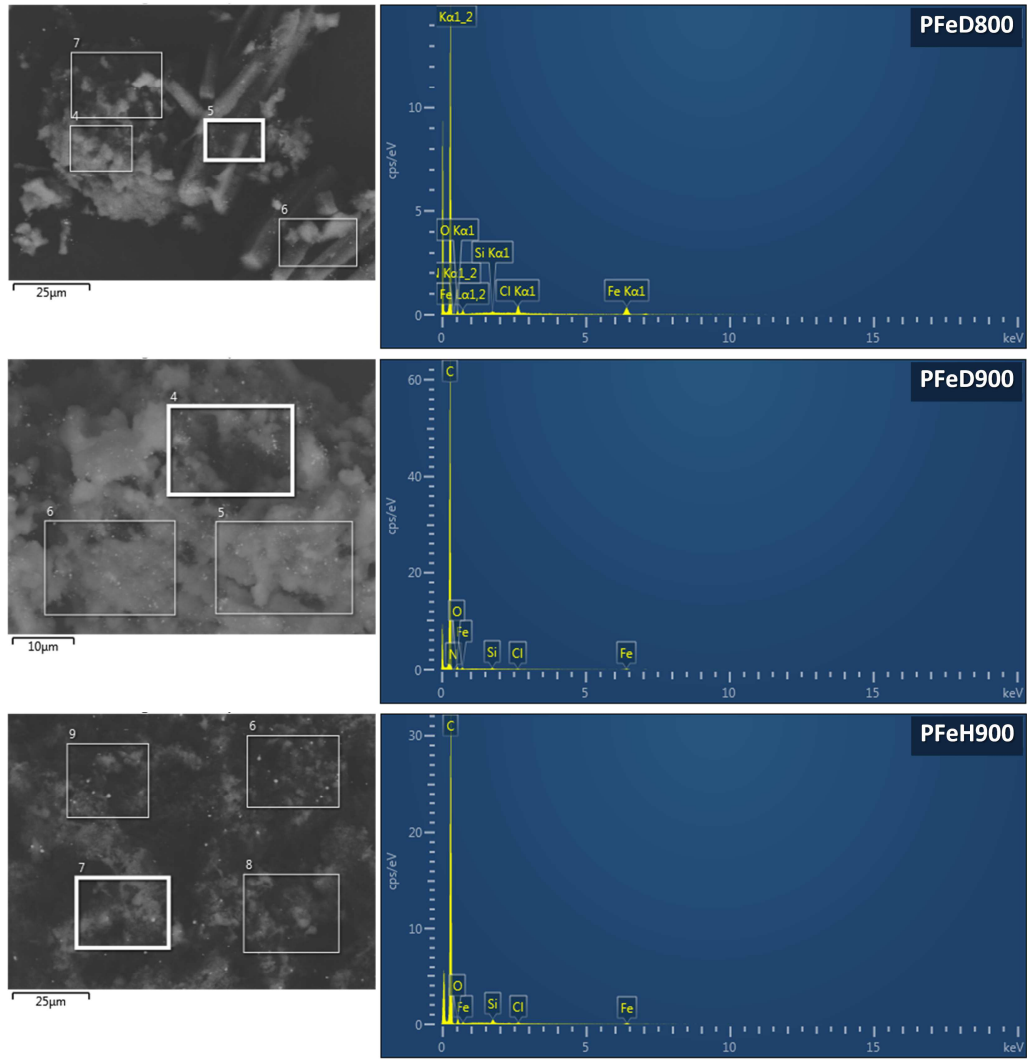 7
4
5
6
25μm
PFeD800
Kα1_2
10
cps/eV
5
O Kα1
Si Kα1
Kα1_2
Fe Lα1,2
Cl Kα1
Fe Kα1
0
0 5 10 15 keV
4
6
5
10μm
PFeD900
C
60
40
cps/eV
20
O
Fe
N
Si
Cl
Fe
0
0 5 10 15 keV
9
6
7
8
25μm
PFeH900
C
30
20
cps/eV
10
O
Fe
Si
Cl
Fe
0
0 5 10 15 keV